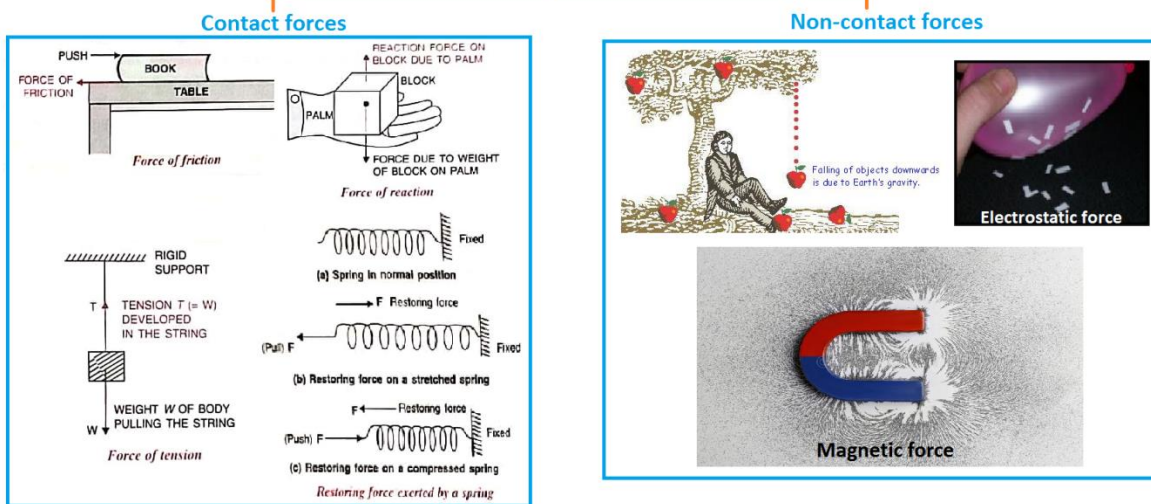 Contact forces
PUSH
BOOK
FORCE OF
FRICTION
TABLE
Force of friction
REACTION FORCE ON
BLOCK DUE TO PALM
BLOCK
PALM
FORCE DUE TO WEIGHT
OF BLOCK ON PALM
Force of reaction
RIGID
SUPPORT
T
TENSION T (= W)
DEVELOPED
IN THE STRING
WEIGHT W OF BODY
PULLING THE STRING
W
Force of tension
Fixed
(a) Spring in normal position
F Restoring force
(Pull) F
Fixed
(b) Restoring force on a stretched spring
F Restoring force
(Push) F
Fixed
(c) Restoring force on a compressed spring
Restoring force exerted by a spring
Non-contact forces
Falling of objects downwards
is due to Earth's gravity.
Electrostatic force
Magnetic force